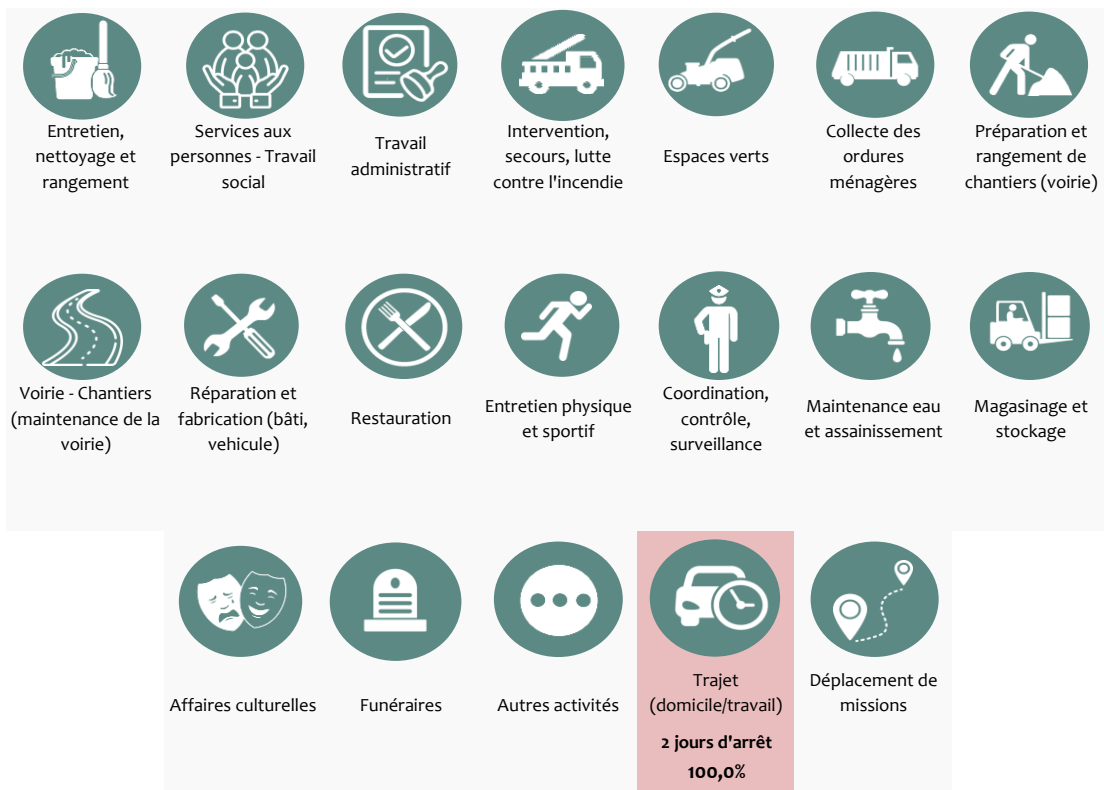 Entretien,
nettoyage et
rangement
Services aux
personnes - Travail
social
Travail
administratif
Intervention,
secours, lutte
contre l'incendie
Espaces verts
Collecte des
ordures
ménagères
Préparation et
rangement de
chantiers (voirie)
Voirie - Chantiers
(maintenance de la
voirie)
Réparation et
fabrication (bâti,
vehicule)
Restauration
Entretien physique
et sportif
Coordination,
contrôle,
surveillance
Maintenance eau
et assainissement
Magasinage et
stockage
Affaires culturelles
Funéraires
Autres activités
Trajet
(domicile/travail)
2 jours d'arrêt
100,0%
Déplacement de
missions